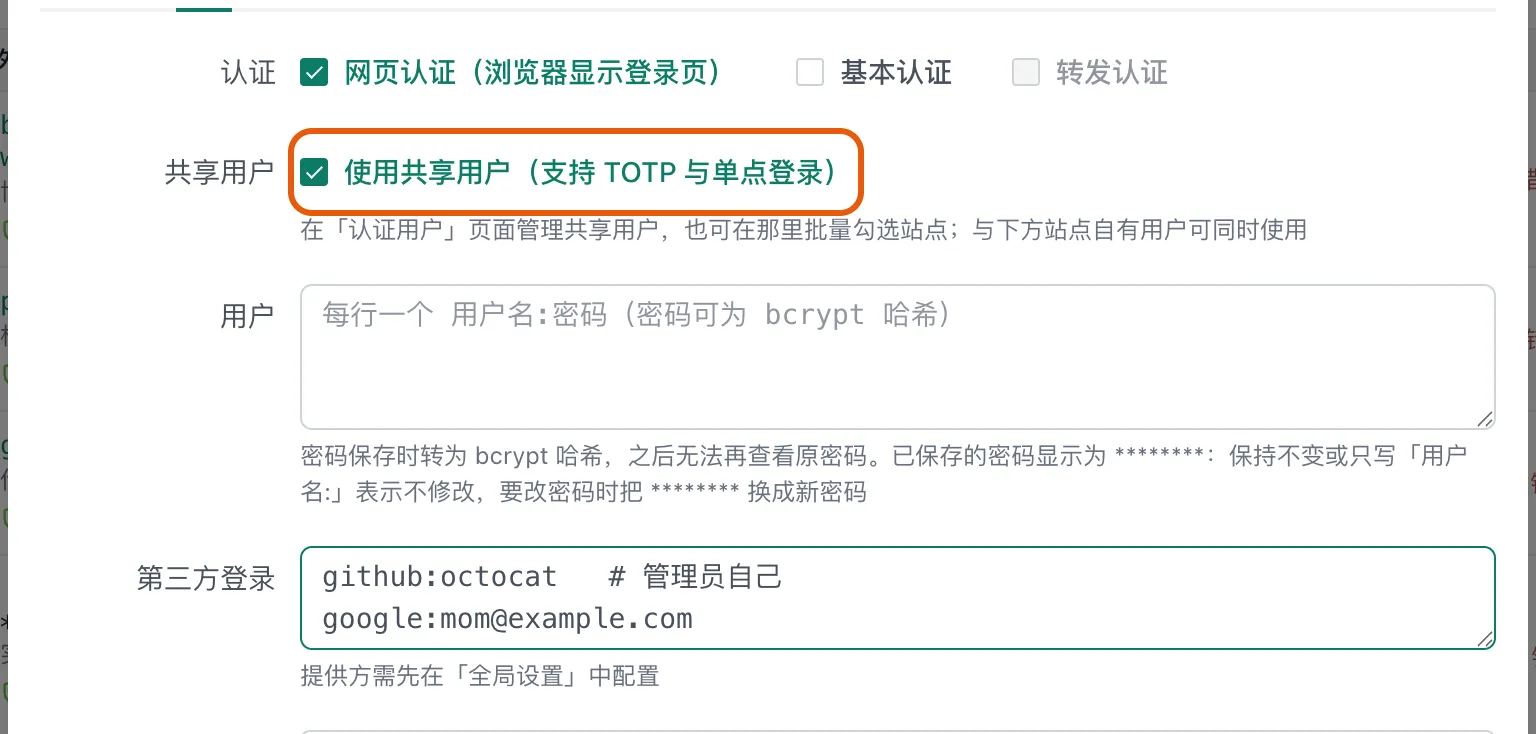 认证 网页认证（浏览器显示登录页） 基本认证 转发认证
共享用户 使用共享用户（支持 TOTP 与单点登录）
在「认证用户」页面管理共享用户，也可在那里批量勾选站点；与下方站点自有用户可同时使用
用户 每行一个 用户名:密码（密码可为 bcrypt 哈希）
密码保存时转为 bcrypt 哈希，之后无法再查看原密码。已保存的密码显示为 ********：保持不变或只写「用户
名:」表示不修改，要改密码时把 ******** 换成新密码
第三方登录 github:octocat # 管理员自己
google:mom@example.com
提供方需先在「全局设置」中配置